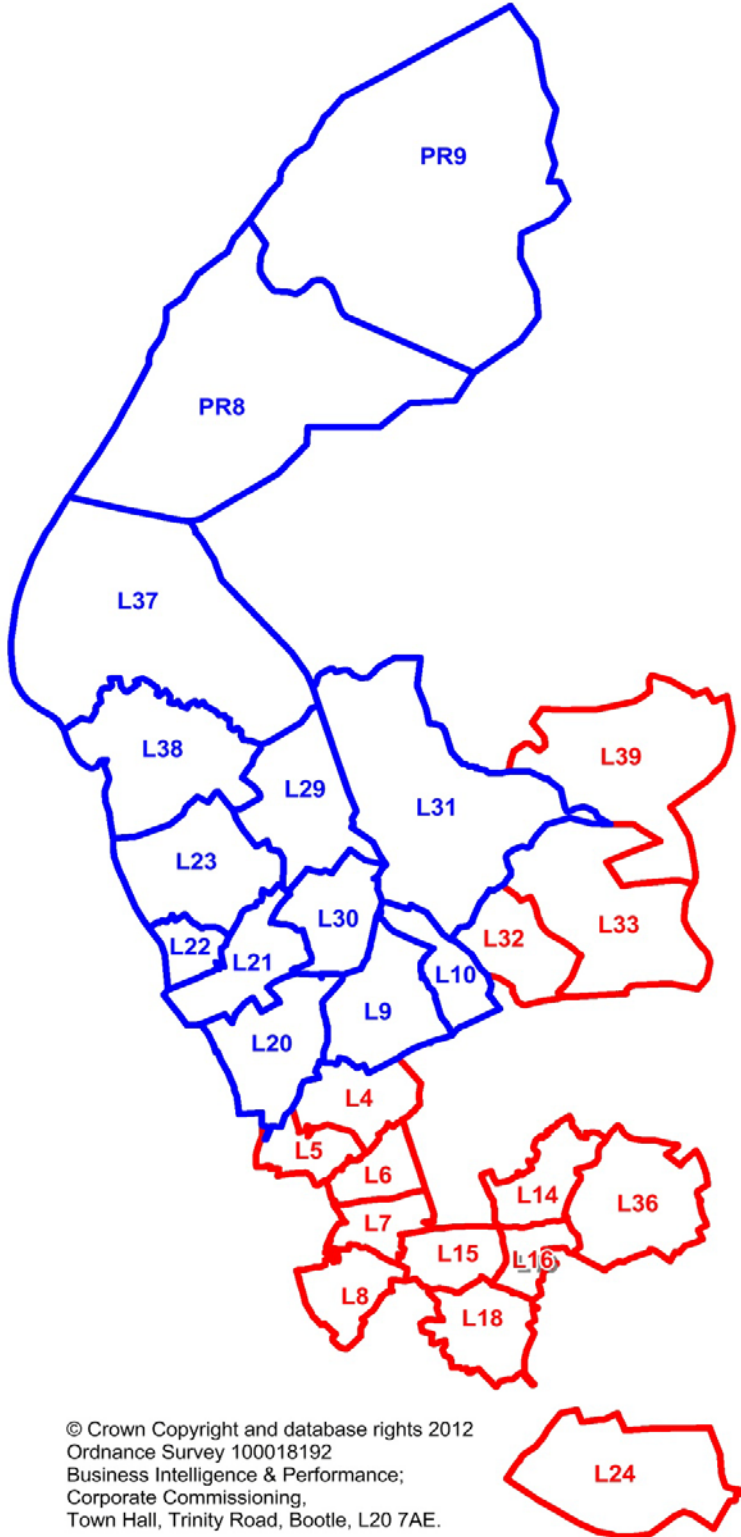 PR9
PR8
L37
L39
L38
L29
L31
L23
L30
L33
L32
L22
L21
L10
L9
L20
L4
L5
L6
L14
L36
L7
L15
L16
L8
L18
L24
© Crown Copyright and database rights 2012
Ordnance Survey 100018192
Business Intelligence & Performance;
Corporate Commissioning,
Town Hall, Trinity Road, Bootle, L20 7AE.